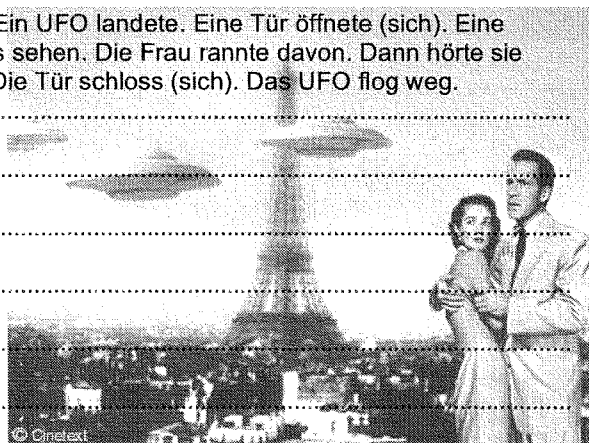 Ein UFO landete. Eine Tür öffnete (sich). Eine
s sehen. Die Frau rannte davon. Dann hörte sie
Die Tür schloss (sich). Das UFO flog weg.
© Cinetext